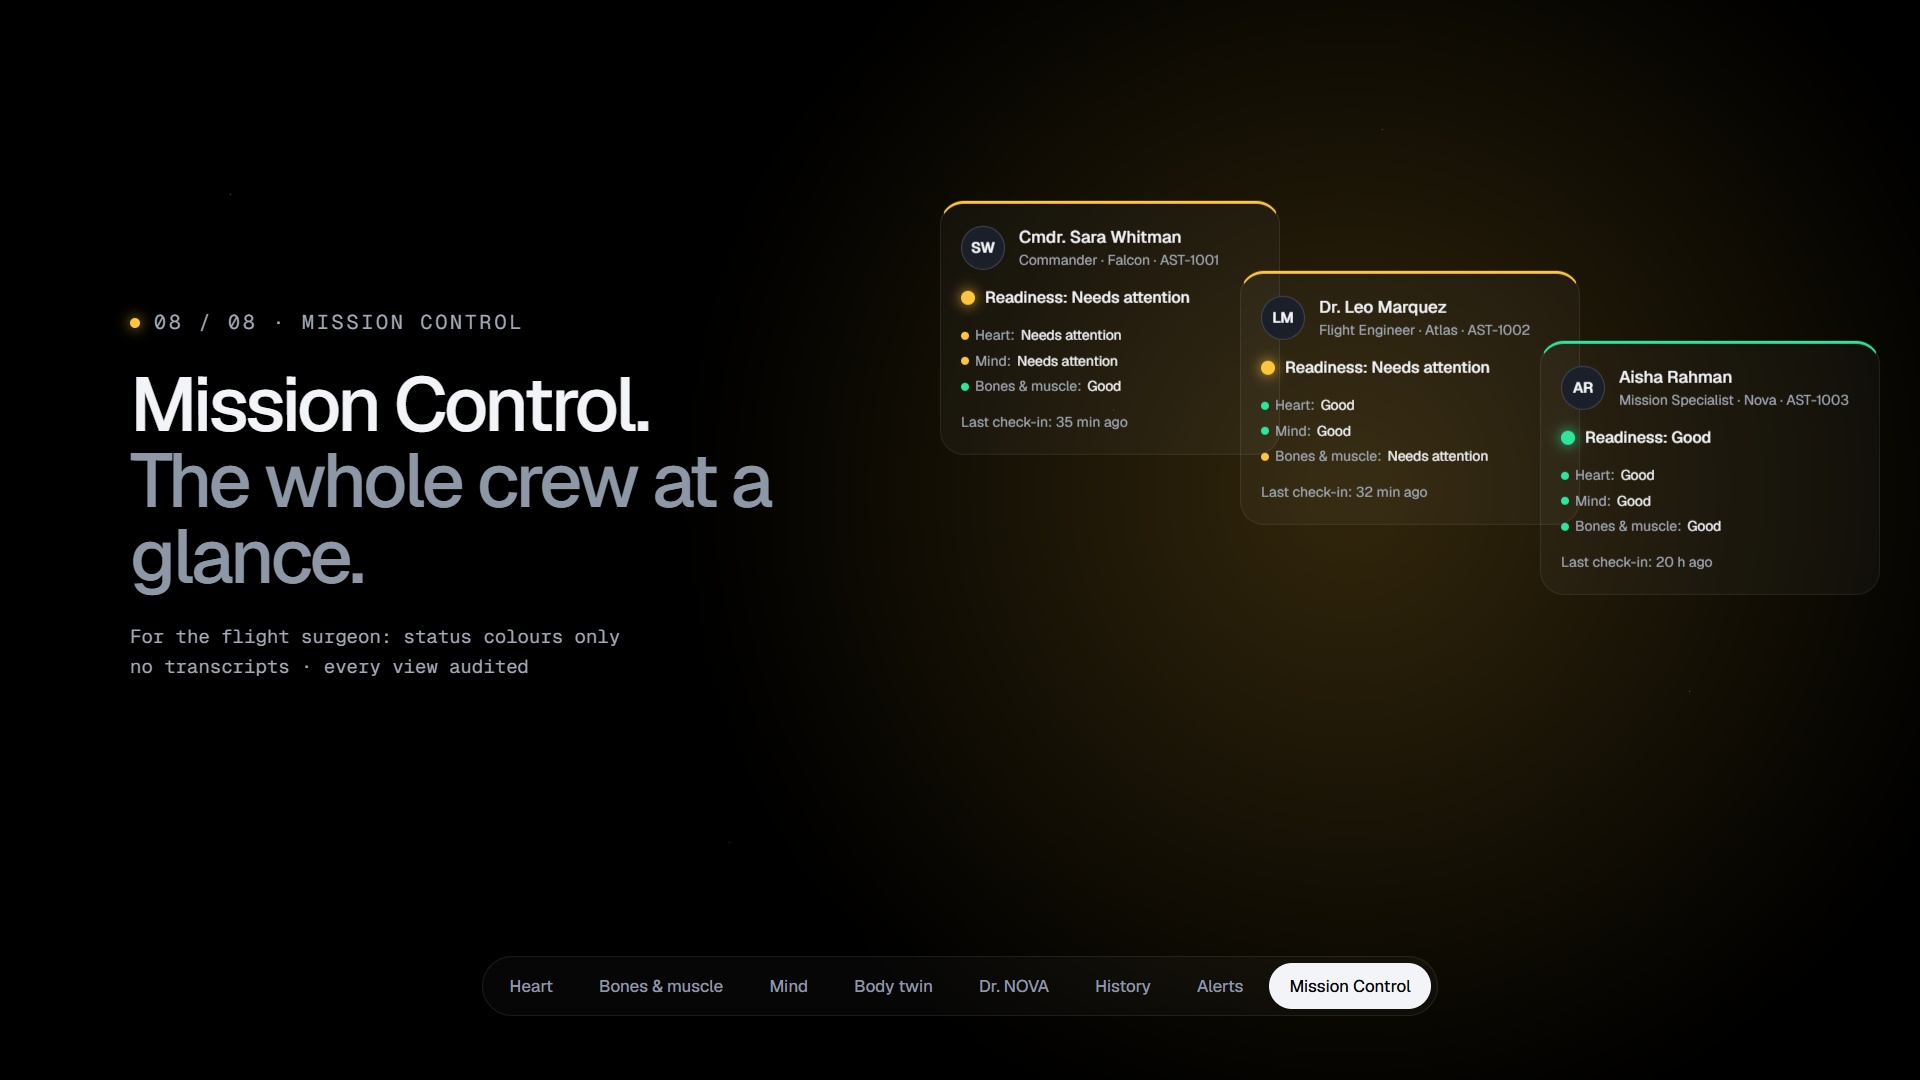 08 / 08 · MISSION CONTROL
Mission Control.
The whole crew at a
glance.
For the flight surgeon: status colours only
no transcripts · every view audited
SW
Cmdr. Sara Whitman
Commander · Falcon · AST-1001
Readiness: Needs attention
Heart: Needs attention
Mind: Needs attention
Bones & muscle: Good
Last check-in: 35 min ago
LM
Dr. Leo Marquez
Flight Engineer · Atlas · AST-1002
Readiness: Needs attention
Heart: Good
Mind: Good
Bones & muscle: Needs attention
Last check-in: 32 min ago
AR
Aisha Rahman
Mission Specialist · Nova · AST-1003
Readiness: Good
Heart: Good
Mind: Good
Bones & muscle: Good
Last check-in: 20 h ago
Heart Bones & muscle Mind Body twin Dr. NOVA History Alerts Mission Control